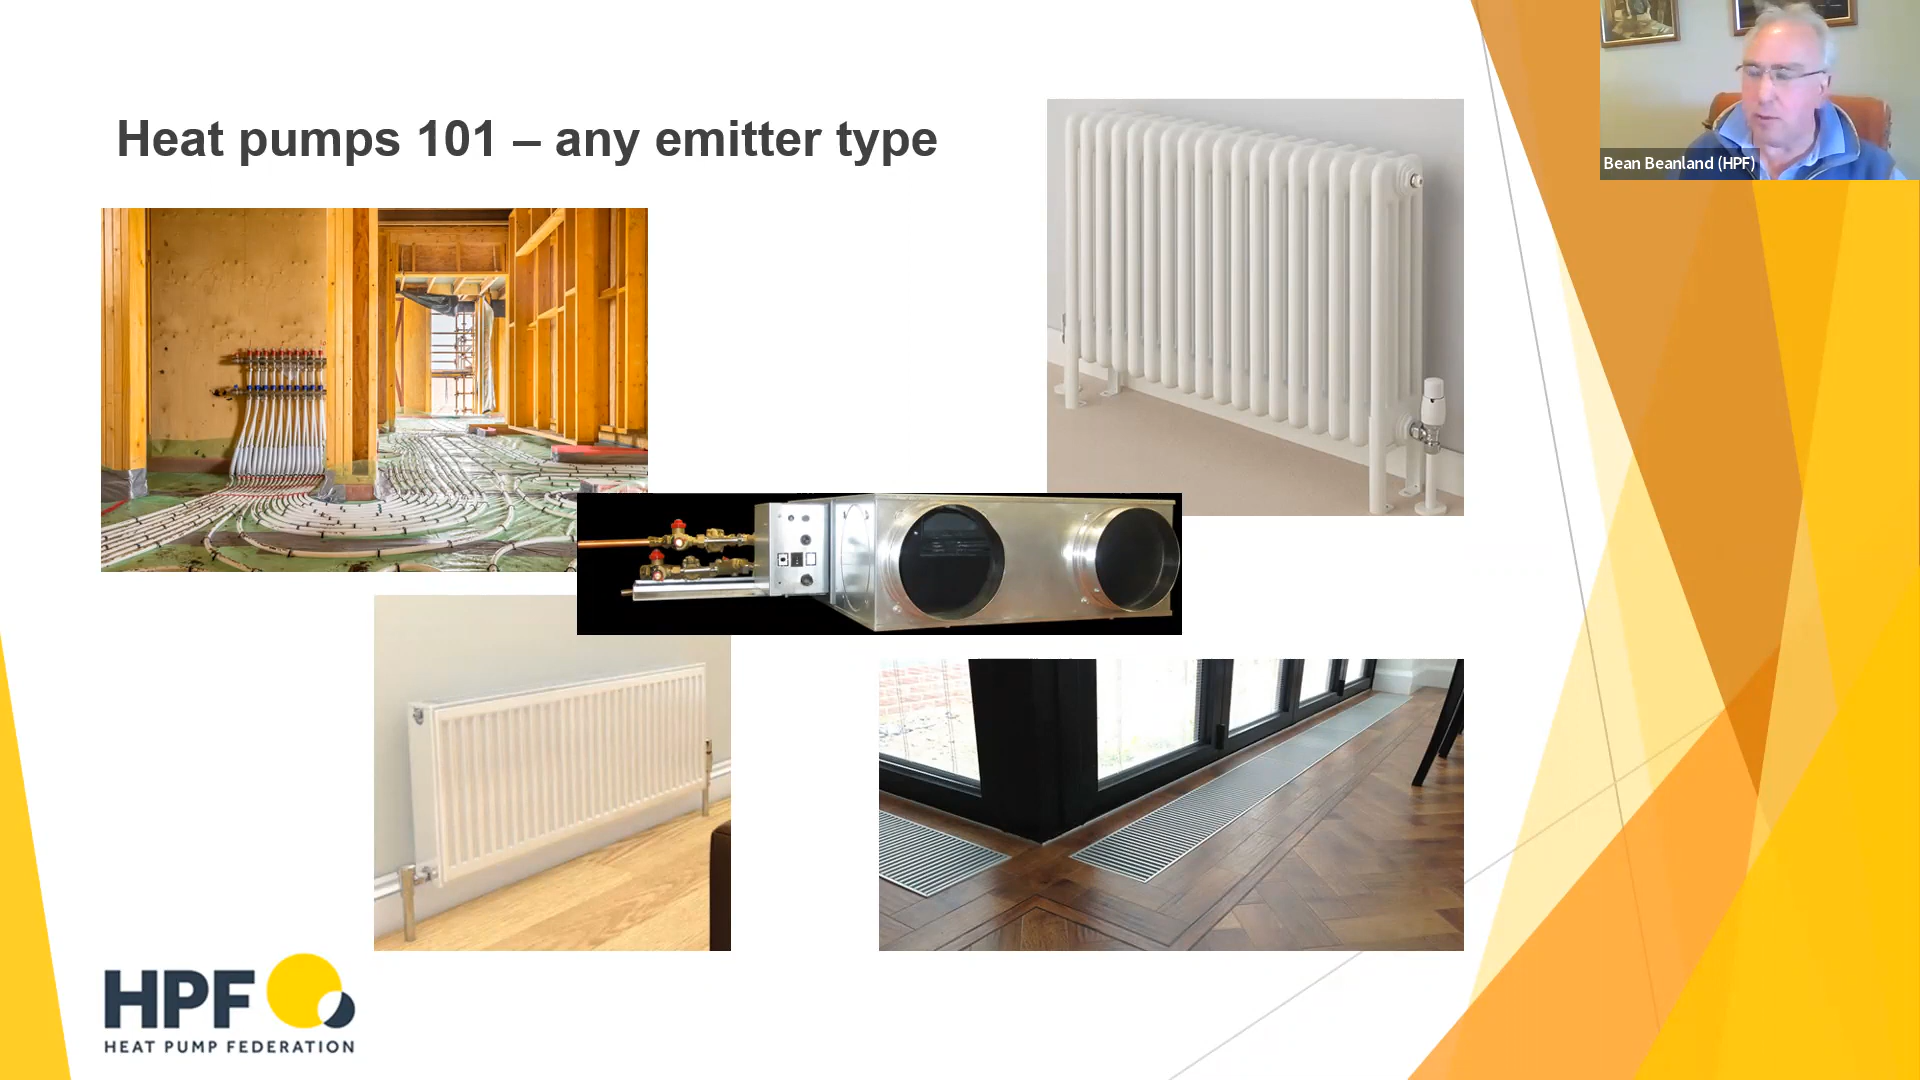 Heat pumps 101 – any emitter type
Bean Beanland (HPF)
HPF
HEAT PUMP FEDERATION